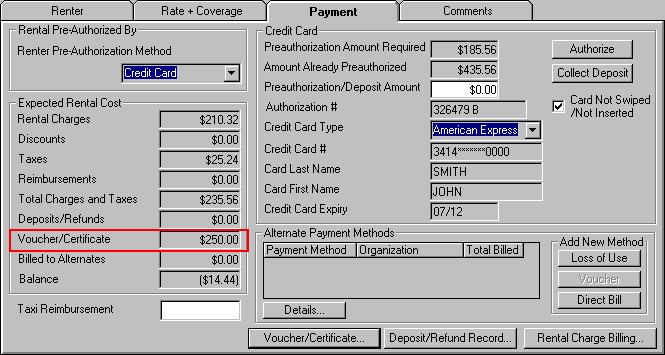 Renter
Rate + Coverage
Payment
Comments
Rental Pre-Authorized By
Renter Pre-Authorization Method
Credit Card
Expected Rental Cost
Rental Charges $210.32
Discounts $0.00
Taxes $25.24
Reimbursements $0.00
Total Charges and Taxes $235.56
Deposits/Refunds $0.00
Voucher/Certificate $250.00
Billed to Alternates $0.00
Balance ($14.44)
Taxi Reimbursement
Credit Card
Preauthorization Amount Required $185.56
Amount Already Preauthorized $435.56
Preauthorization/Deposit Amount $0.00
Authorization # 326479 B
Credit Card Type American Express
Credit Card # 3414*******0000
Card Last Name SMITH
Card First Name JOHN
Credit Card Expiry 07/12
Authorize
Collect Deposit
Card Not Swiped
/Not Inserted
Alternate Payment Methods
Payment Method Organization Total Billed
Details...
Add New Method
Loss of Use
Voucher
Direct Bill
Voucher/Certificate...
Deposit/Refund Record...
Rental Charge Billing...